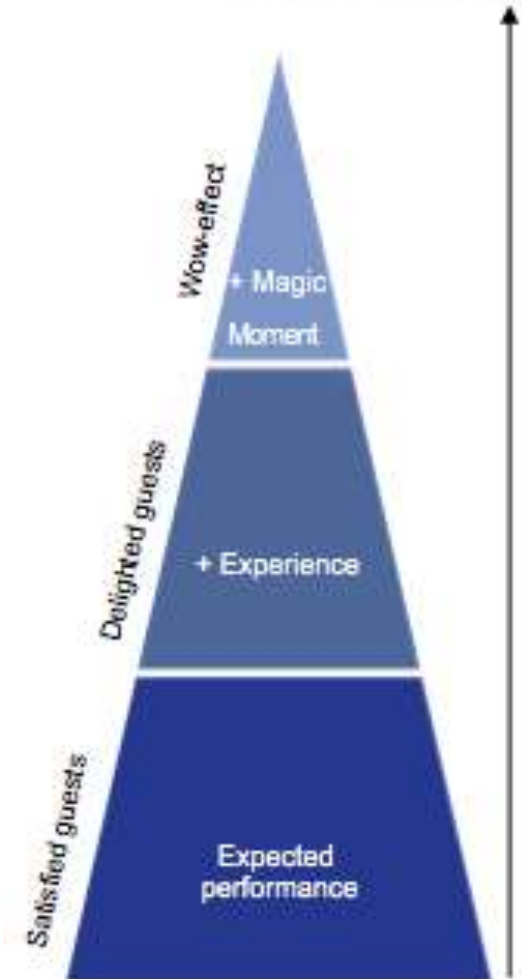 Wow-effect
+ Magic
Moment
Delighted guests
+ Experience
Satisfied guests
Expected
performance